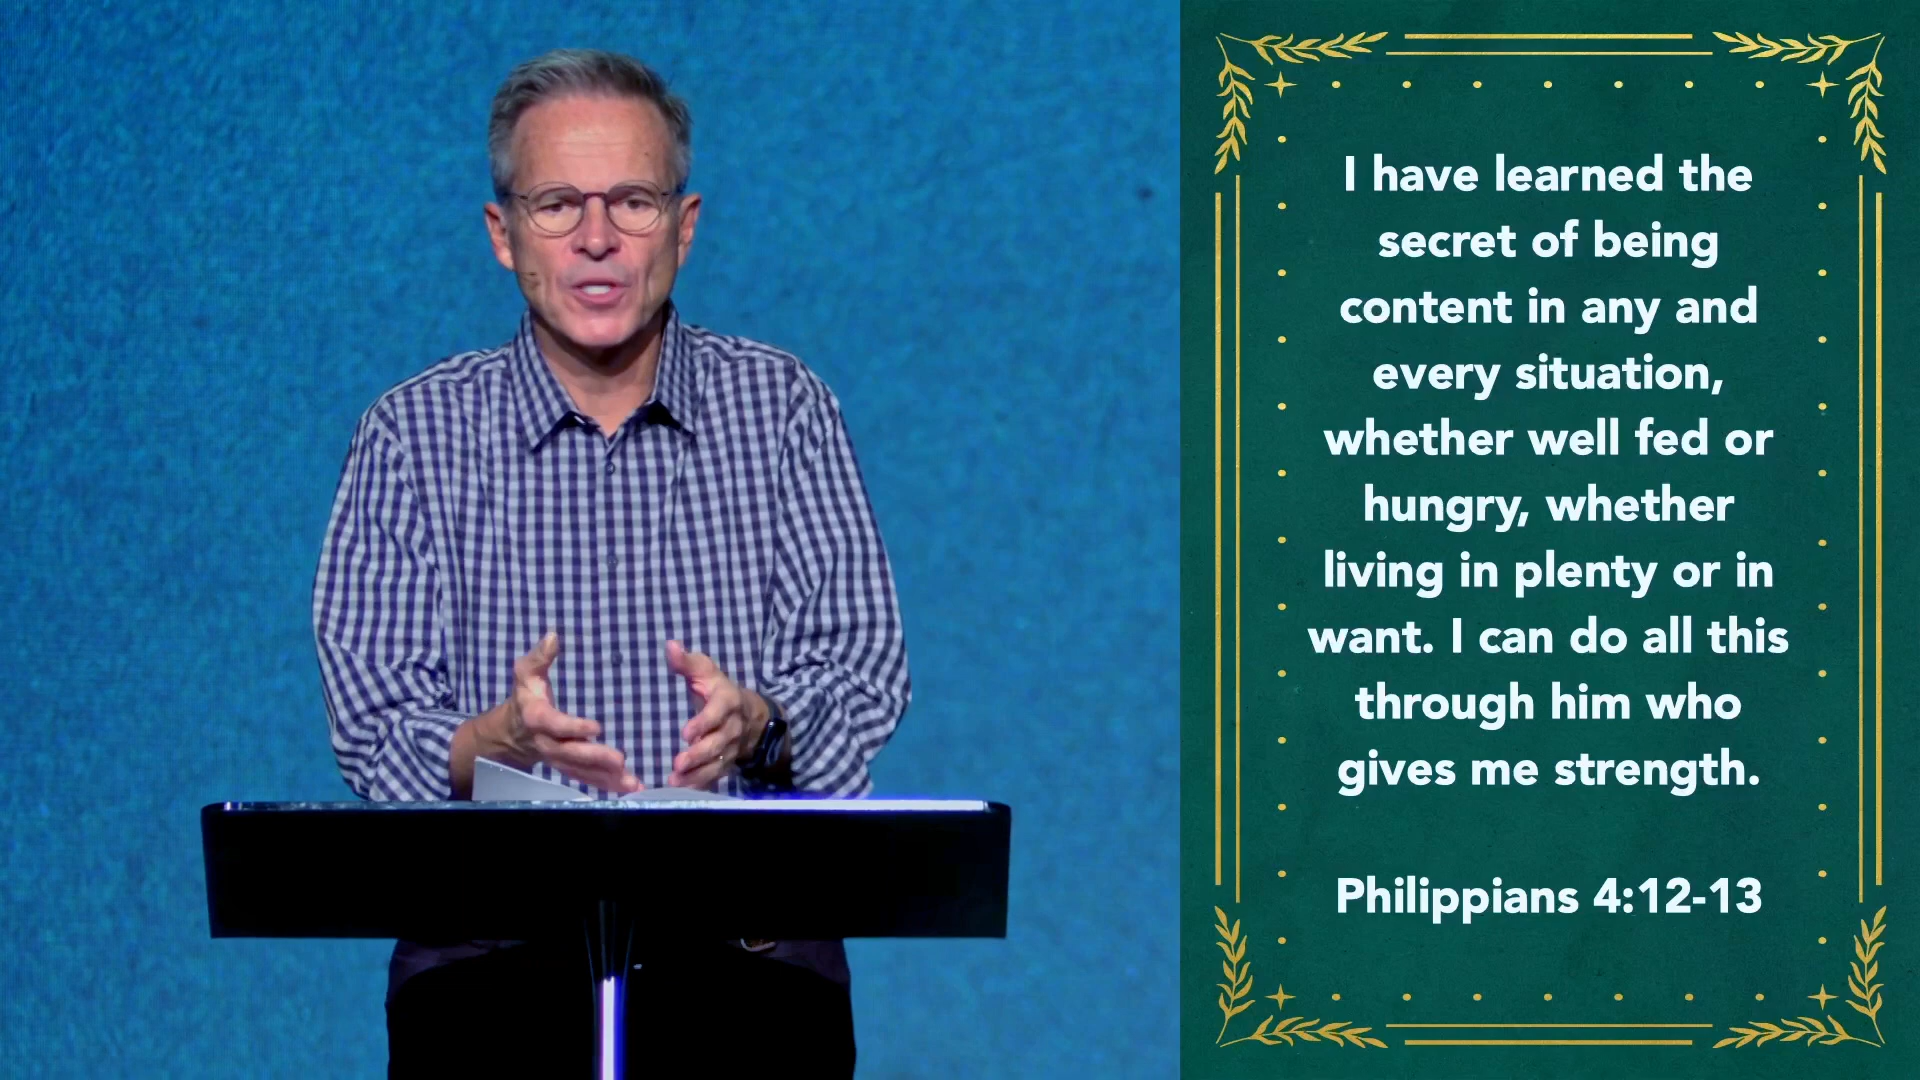 I have learned the
secret of being
content in any and
every situation,
whether well fed or
hungry, whether
living in plenty or in
want. I can do all this
through him who
gives me strength.
Philippians 4:12-13